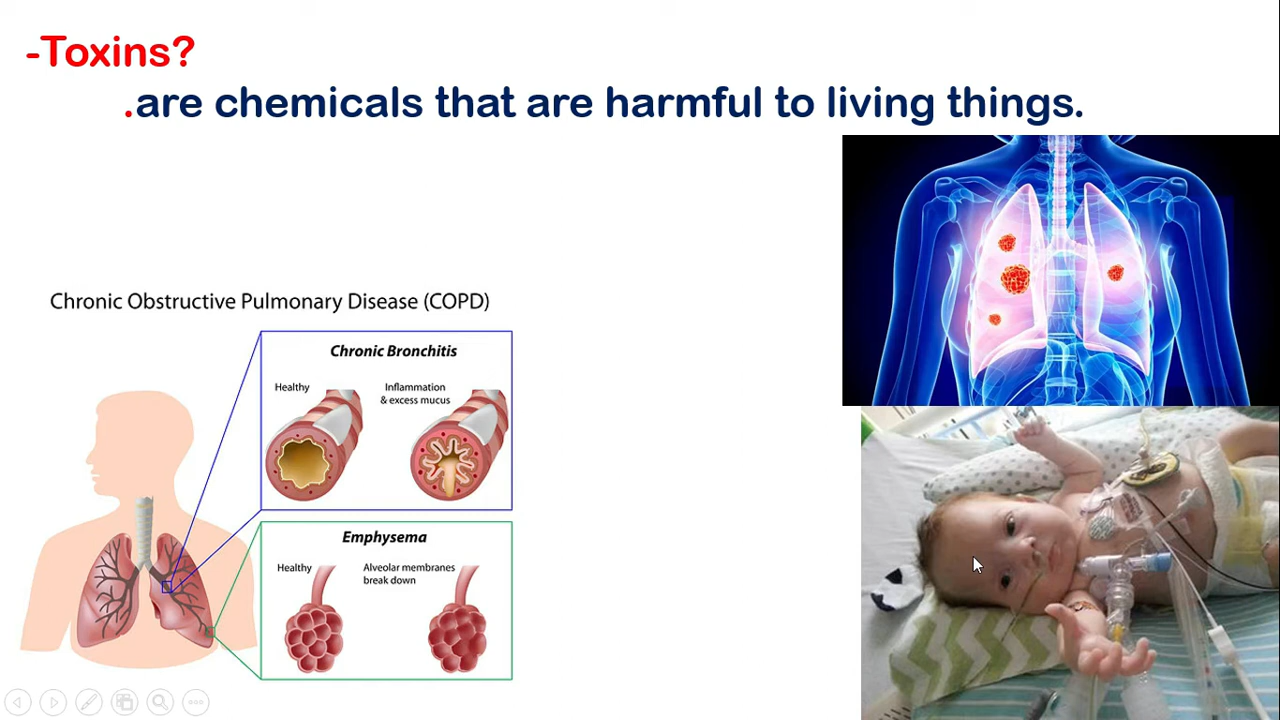 -Toxins?
.are chemicals that are harmful to living things.
Chronic Obstructive Pulmonary Disease (COPD)
Chronic Bronchitis
Healthy
Inflammation
& excess mucus
Emphysema
Healthy
Alveolar membranes
break down